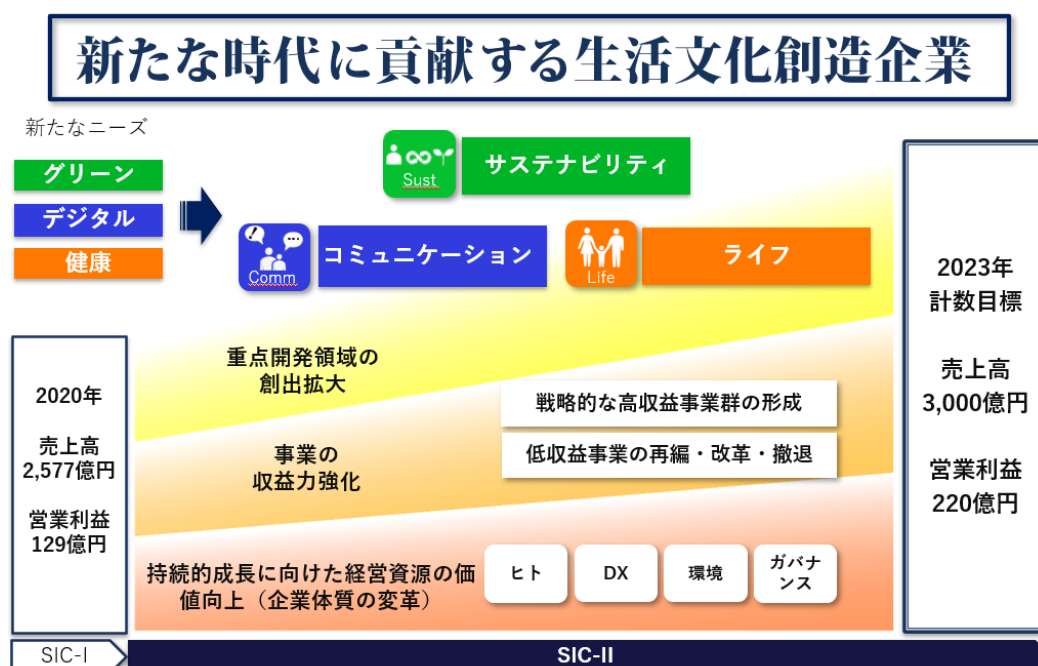 新たな時代に貢献する生活文化創造企業
新たなニーズ
グリーン
デジタル
健康
Sust
サステナビリティ
Comm
コミュニケーション
Life
ライフ
2020年
売上高
2,577億円
営業利益
129億円
重点開発領域の
創出拡大
事業の
収益力強化
戦略的な高収益事業群の形成
低収益事業の再編・改革・撤退
持続的成長に向けた経営資源の価
値向上（企業体質の変革）
ヒト
DX
環境
ガバナ
ンス
2023年
計数目標
売上高
3,000億円
営業利益
220億円
SIC-I
SIC-II